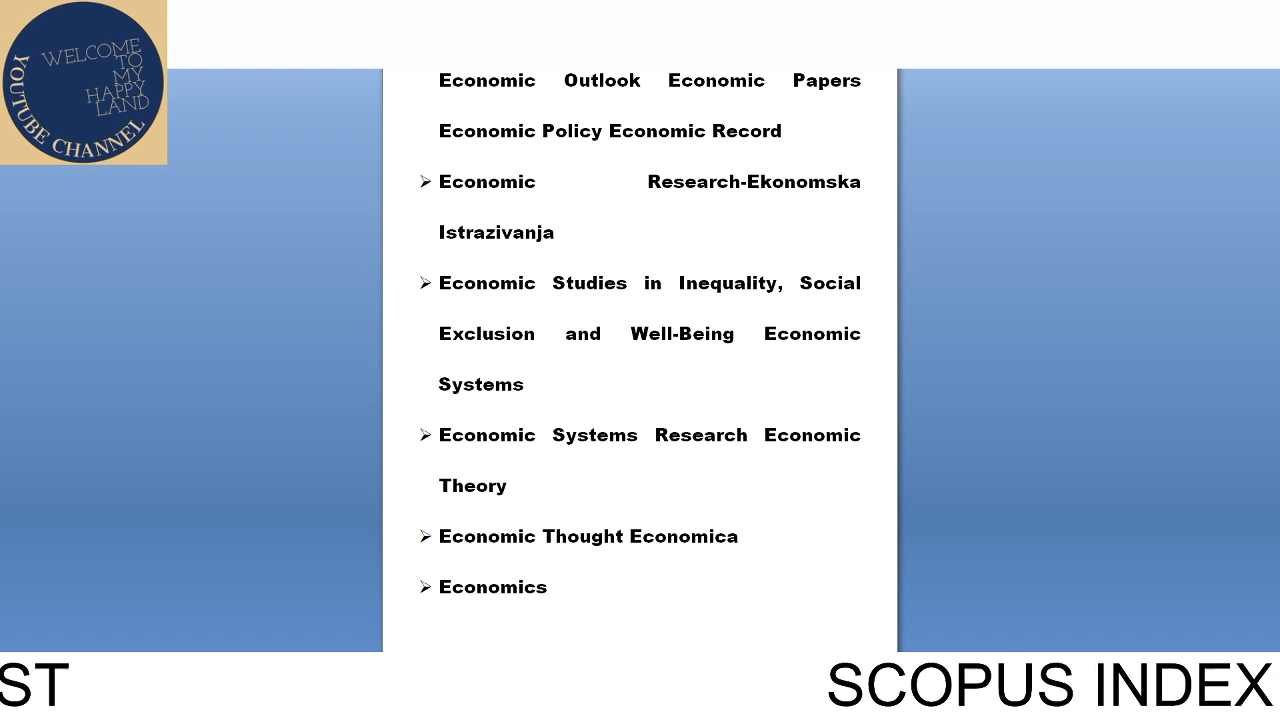 WELCOME
TO
MY
HAPPY
LAND
YOUTUBE CHANNEL
Economic Outlook Economic Papers
Economic Policy Economic Record
➢ Economic Research-Ekonomska
Istrazivanja
➢ Economic Studies in Inequality, Social
Exclusion and Well-Being Economic
Systems
➢ Economic Systems Research Economic
Theory
➢ Economic Thought Economica
➢ Economics
ST SCOPUS INDEX